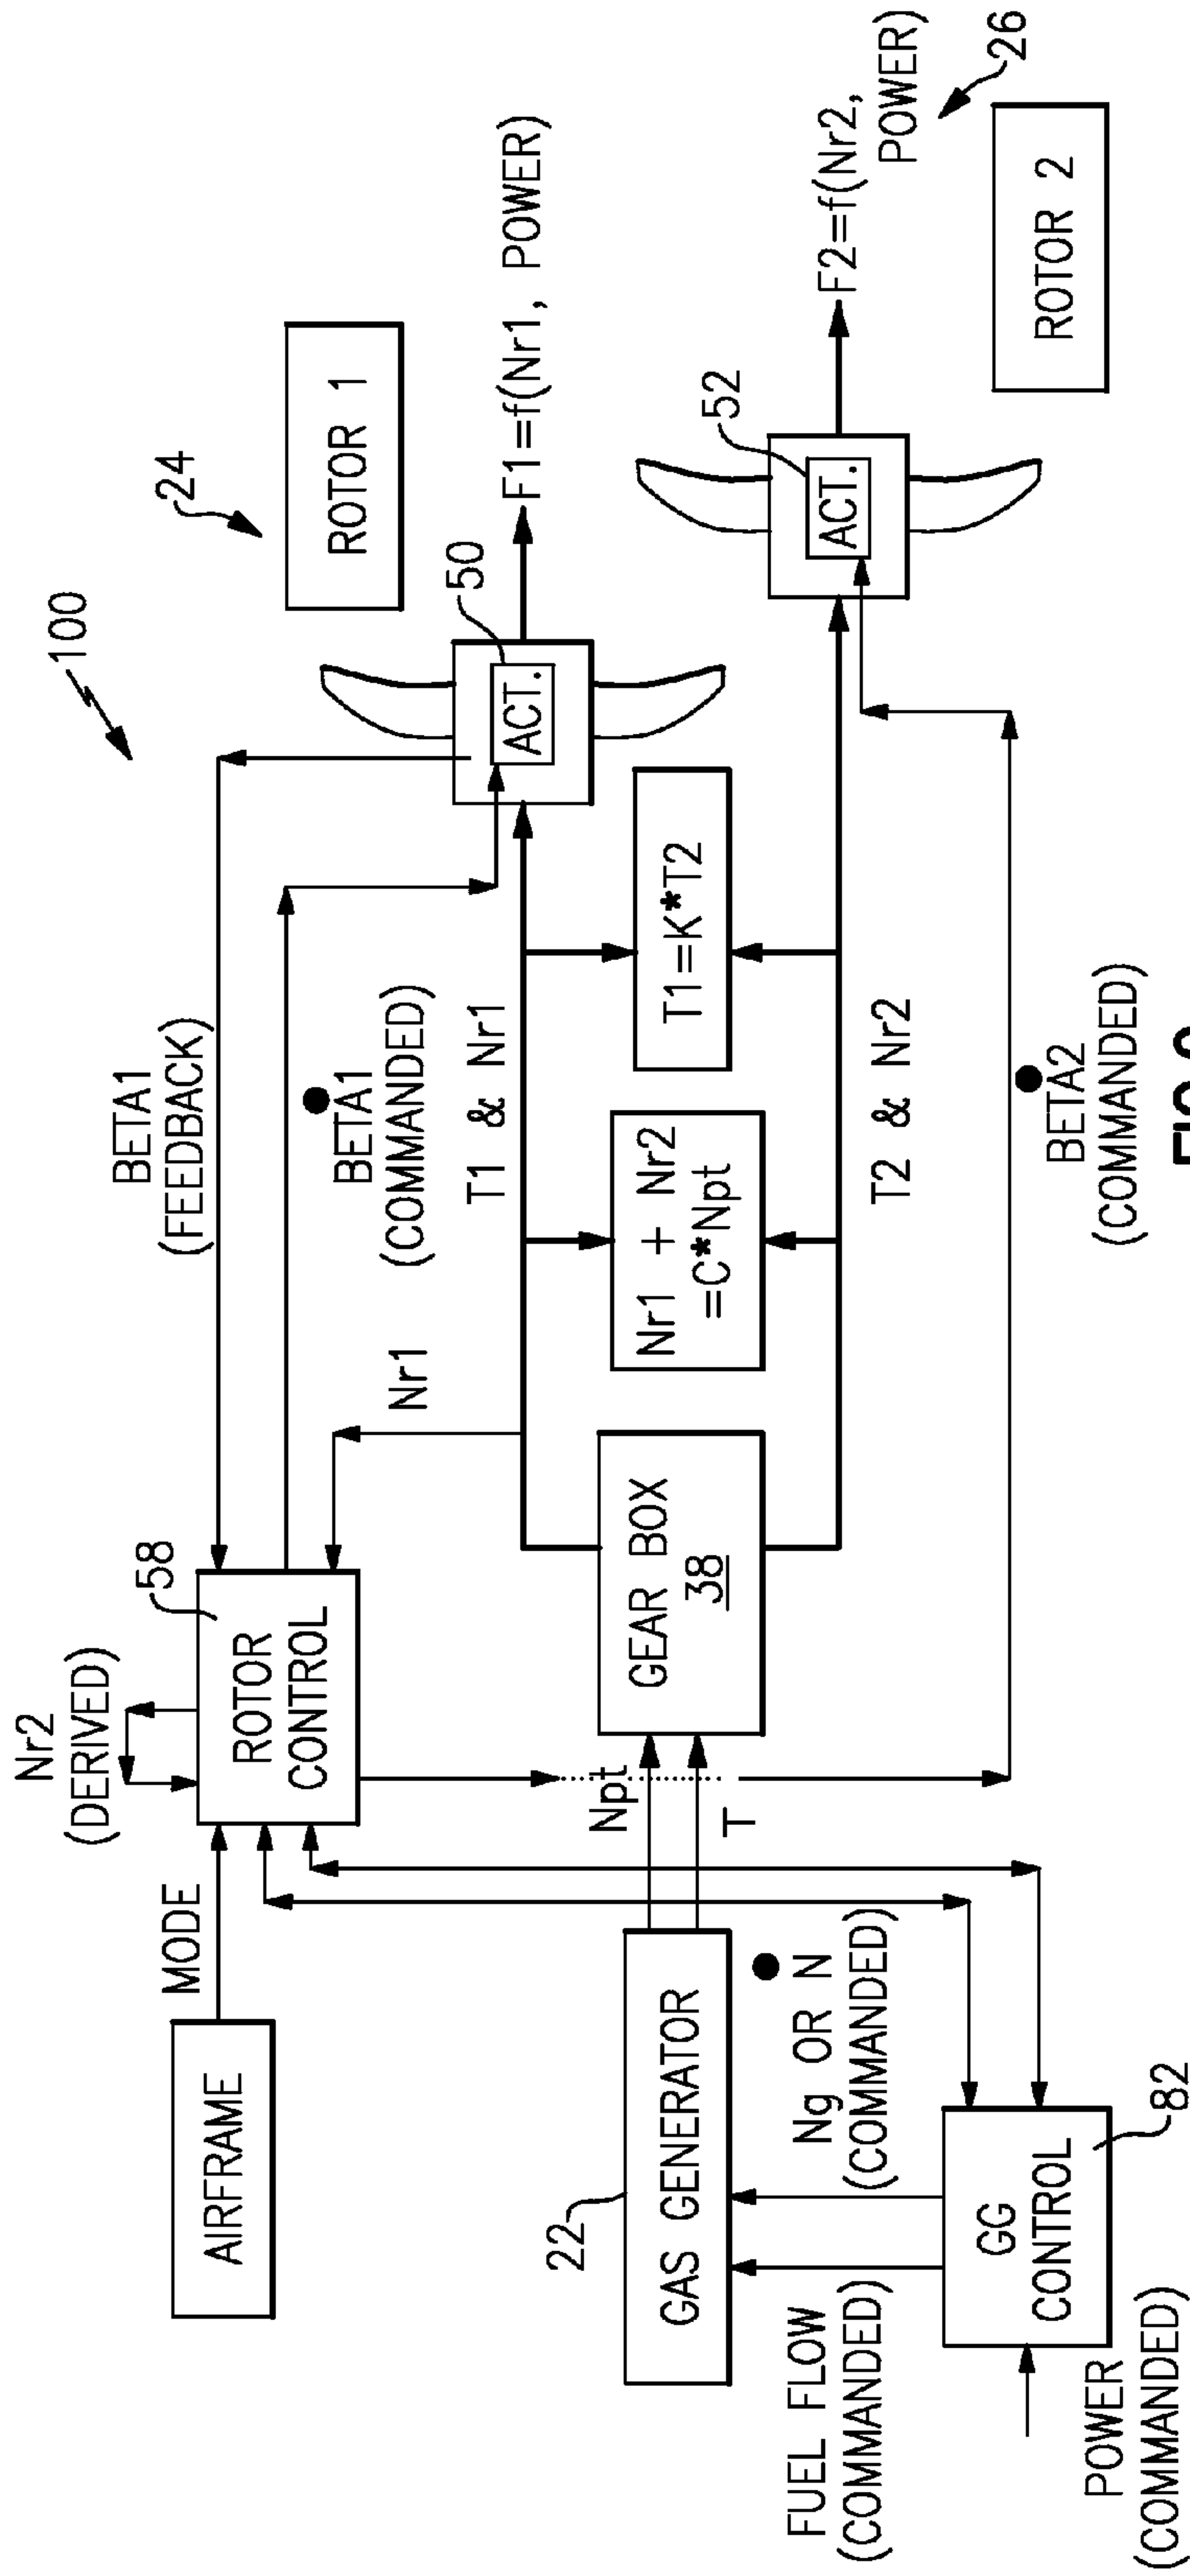 100
24
ROTOR 1
BETA1
(FEEDBACK)
Nr2
(DERIVED)
58
ROTOR
CONTROL
MODE
AIRFRAME
BETA1
(COMMANDED)
Nr1
T1 & Nr1
50
ACT.
F1=f(Nr1, POWER)
GEAR BOX
38
Nr1 + Nr2
=C*Npt
T1=K*T2
Npt
T
22
GAS GENERATOR
52
ACT.
F2=f(Nr2,
POWER)
26
ROTOR 2
T2 & Nr2
BETA2
(COMMANDED)
Ng OR N
(COMMANDED)
FUEL FLOW
(COMMANDED)
GG
CONTROL
82
POWER
(COMMANDED)